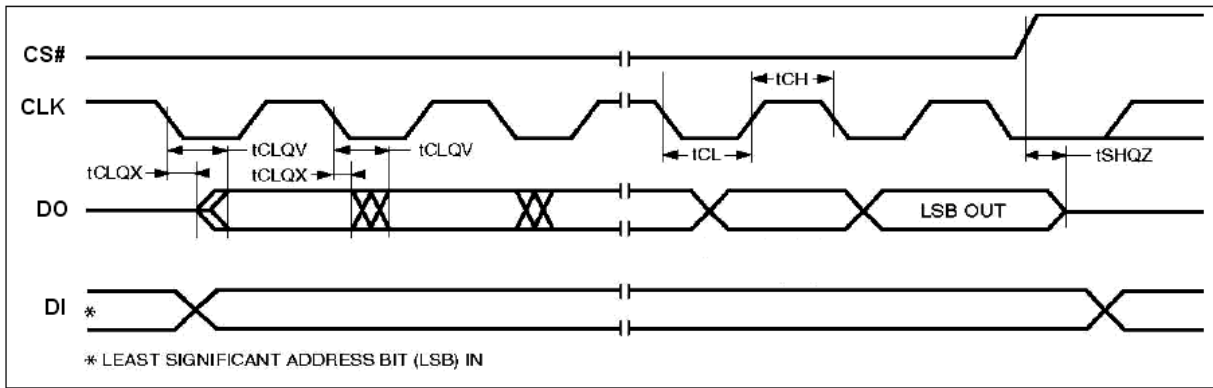 CS#
tCH
CLK
tCLQV
tCLQV
tCL
tSHQZ
tCLQX
tCLQX
DO
LSB OUT
DI
*
* LEAST SIGNIFICANT ADDRESS BIT (LSB) IN